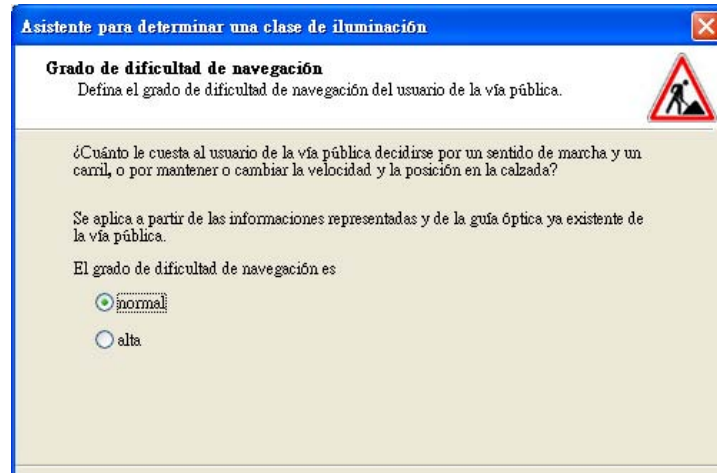 Asistente para determinar una clase de iluminación
Grado de dificultad de navegación
Defina el grado de dificultad de navegación del usuario de la vía pública.
¿Cuánto le cuesta al usuario de la vía pública decidirse por un sentido de marcha y un
carril, o por mantener o cambiar la velocidad y la posición en la calzada?
Se aplica a partir de las informaciones representadas y de la guía óptica ya existente de
la vía pública.
El grado de dificultad de navegación es
normal
alta